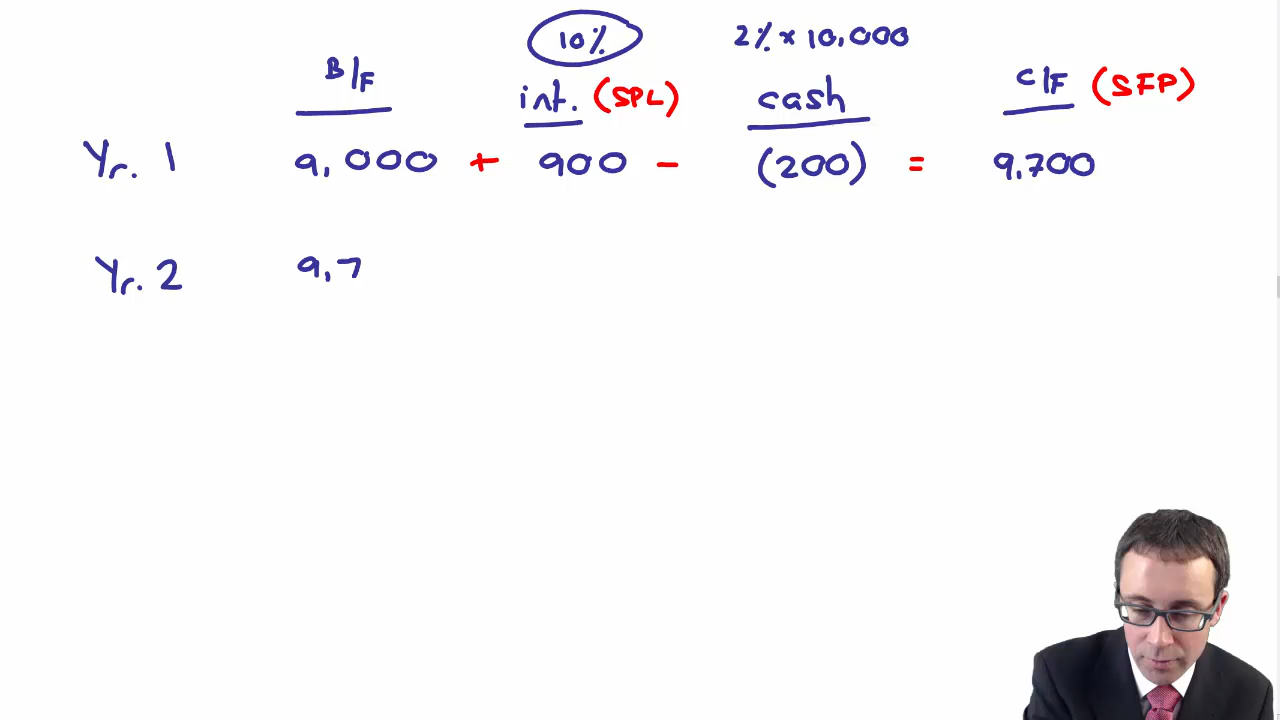 10% 2% × 10,000
B/F int. (SPL) cash C/F (SFP)
Yr. 1 9,000 + 900 - (200) = 9,700
Yr. 2 9,7